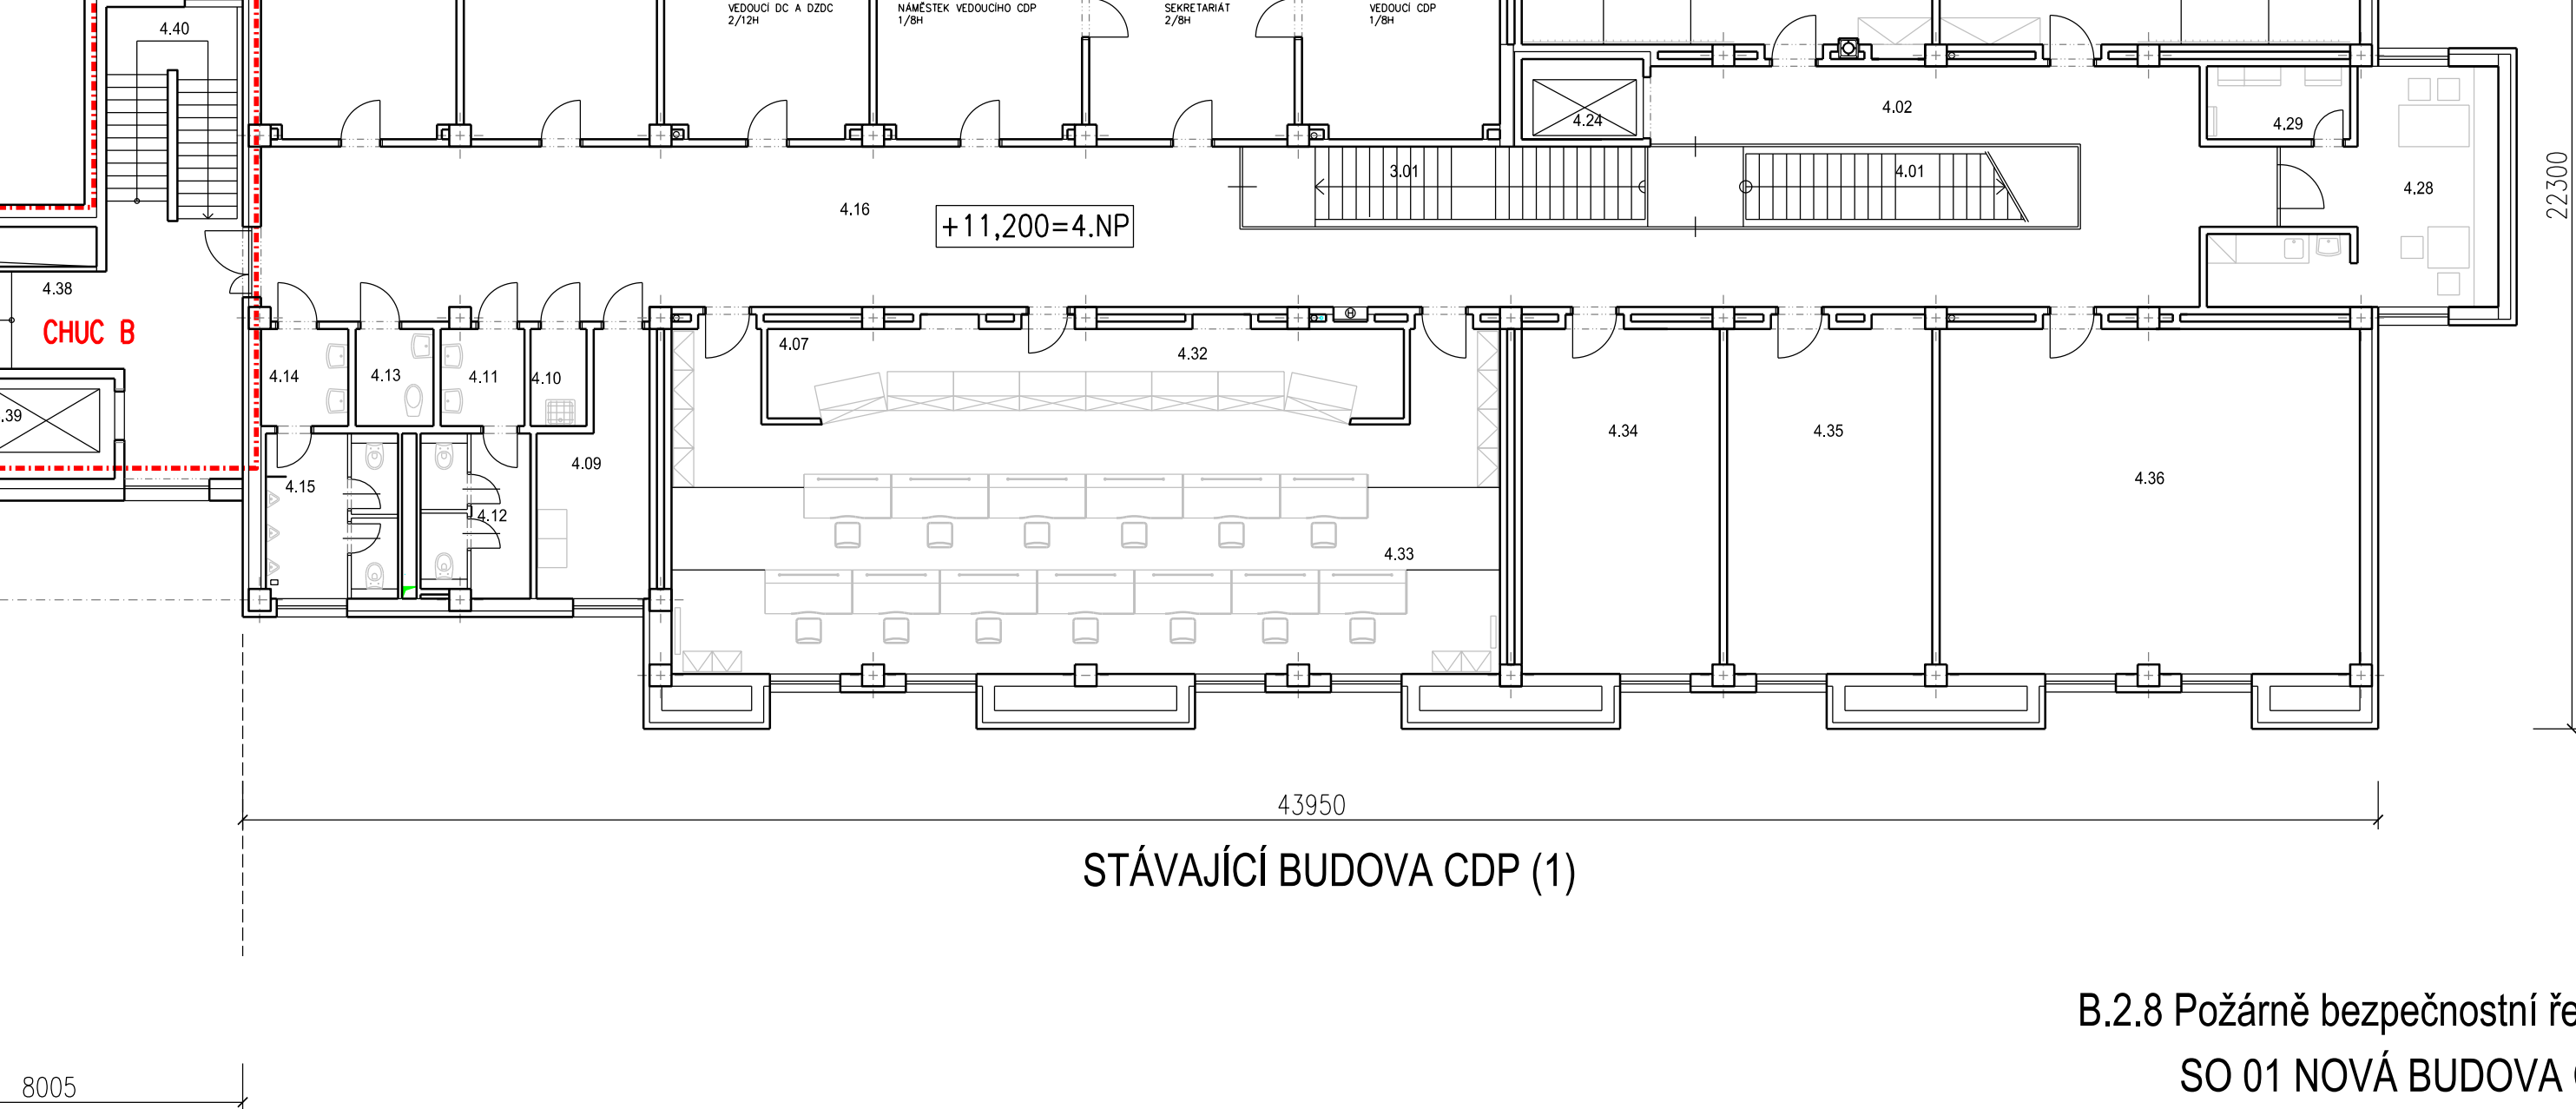 4.40
VEDOUCÍ DC A DZDC
2/12H
NÁMĚSTEK VEDOUCÍHO CDP
1/8H
SEKRETARIÁT
2/8H
VEDOUCÍ CDP
1/8H
4.24
4.02
4.29
3.01
4.01
4.28
22300
4.16
+11,200=4.NP
4.38
CHUC B
4.07
4.32
4.14
4.13
4.11
4.10
.39
4.34
4.35
4.09
4.15
4.36
4.12
4.33
43950
STÁVAJÍCÍ BUDOVA CDP (1)
B.2.8 Požárně bezpečnostní ře
SO 01 NOVÁ BUDOVA
8005